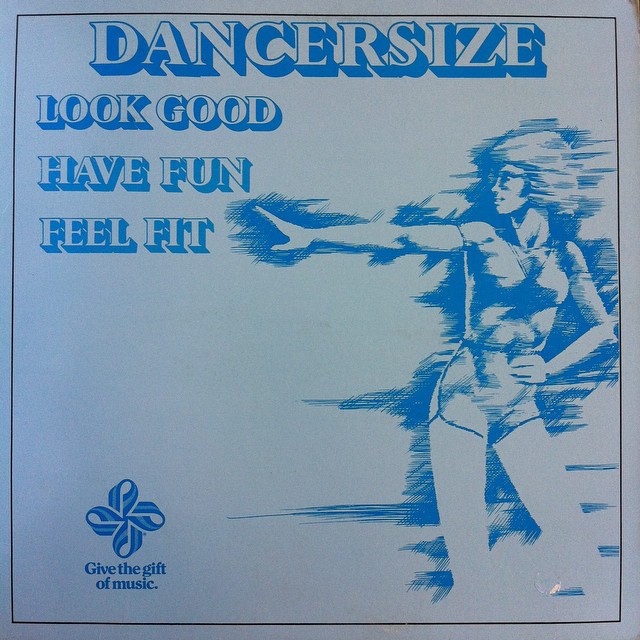 DANCERSIZE
LOOK GOOD
HAVE FUN
FEEL FIT
Give the gift
of music.